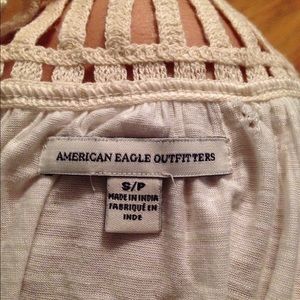 AMERICAN EAGLE OUTFITTERS
S/P
MADE IN INDIA
FABRIQUÉ EN
INDE